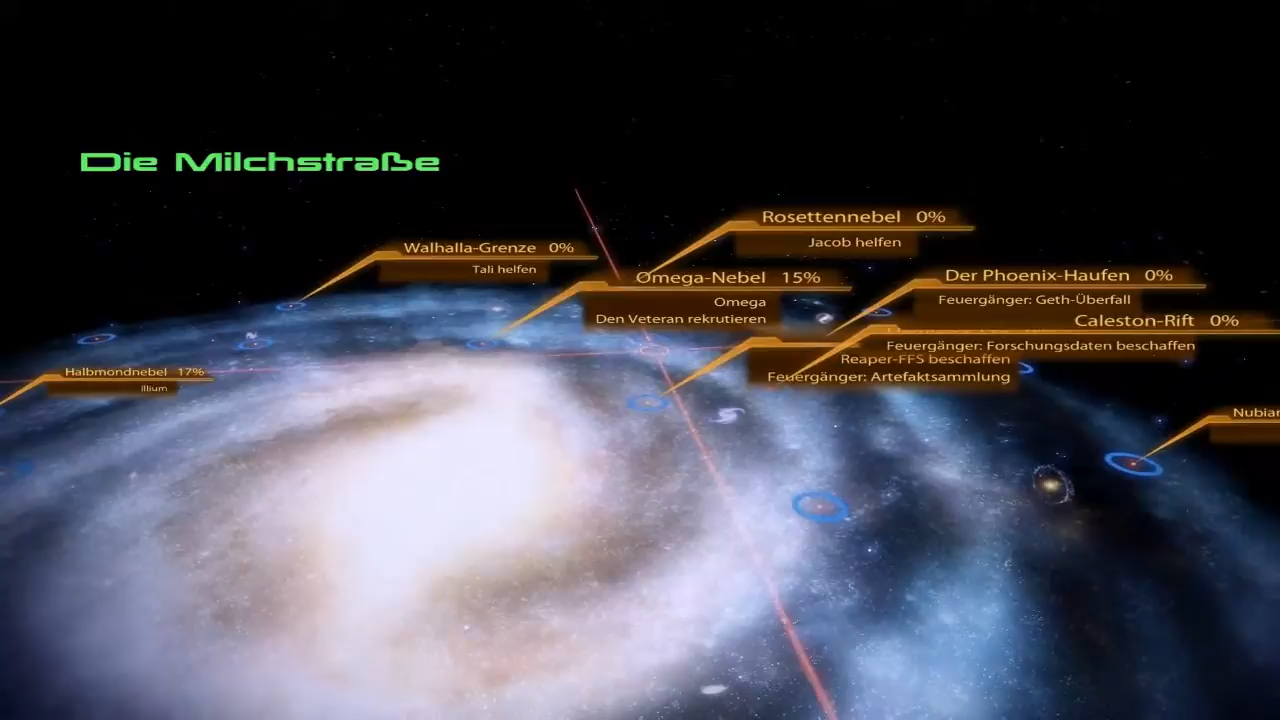 Die Milchstraße
Rosettennebel 0%
Jacob helfen
Walhalla-Grenze 0%
Tali helfen
Omega-Nebel 15%
Omega
Den Veteran rekrutieren
Der Phoenix-Haufen 0%
Feuergänger: Geth-Überfall
Caleston-Rift 0%
Feuergänger: Forschungsdaten beschaffen
Reaper-FFS beschaffen
Feuergänger: Artefaktsammlung
Halbmondnebel 17%
Illium
Nubian